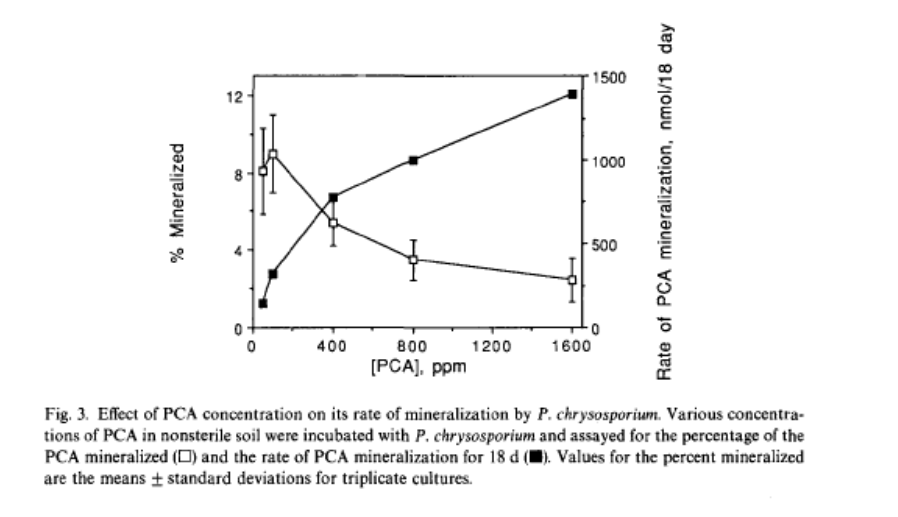 1500
12
1000
8
500
4
0
0
0 400 800 1200 1600
[PCA], ppm
% Mineralized
Rate of PCA mineralization, nmol/18 day
Fig. 3. Effect of PCA concentration on its rate of mineralization by P. chrysosporium. Various concentra-
tions of PCA in nonsterile soil were incubated with P. chrysosporium and assayed for the percentage of the
PCA mineralized (□) and the rate of PCA mineralization for 18 d (■). Values for the percent mineralized
are the means ± standard deviations for triplicate cultures.